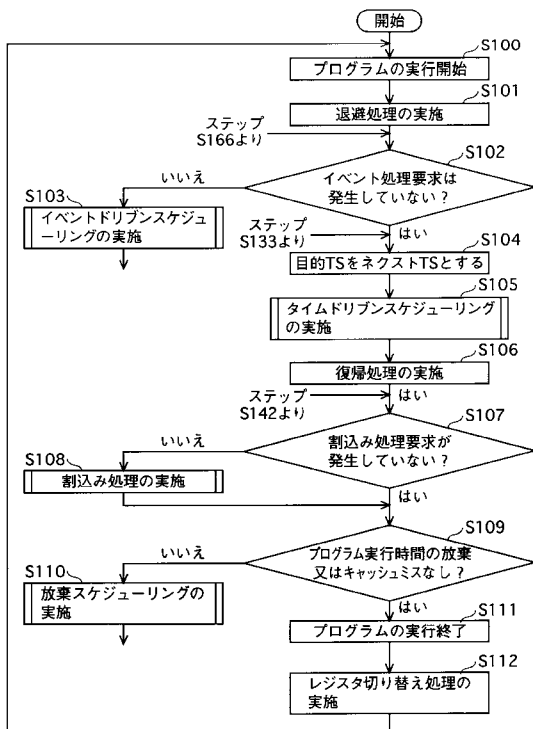 開始
S100
プログラムの実行開始
S101
退避処理の実施
ステップ
S166より
S102
イベント処理要求は
発生していない？
いいえ
S103
イベントドリブンスケジュ
ーリングの実施
はい
ステップ
S133より
S104
目的TSをネクストTSとする
S105
タイムドリブンスケジューリング
の実施
S106
復帰処理の実施
ステップ
S142より
はい
S107
割込み処理要求が
発生していない？
いいえ
S108
割込み処理の実施
はい
S109
プログラム実行時間の放棄
又はキャッシュミスなし？
いいえ
S110
放棄スケジューリングの
実施
はい
S111
プログラムの実行終了
S112
レジスタ切り替え処理の
実施